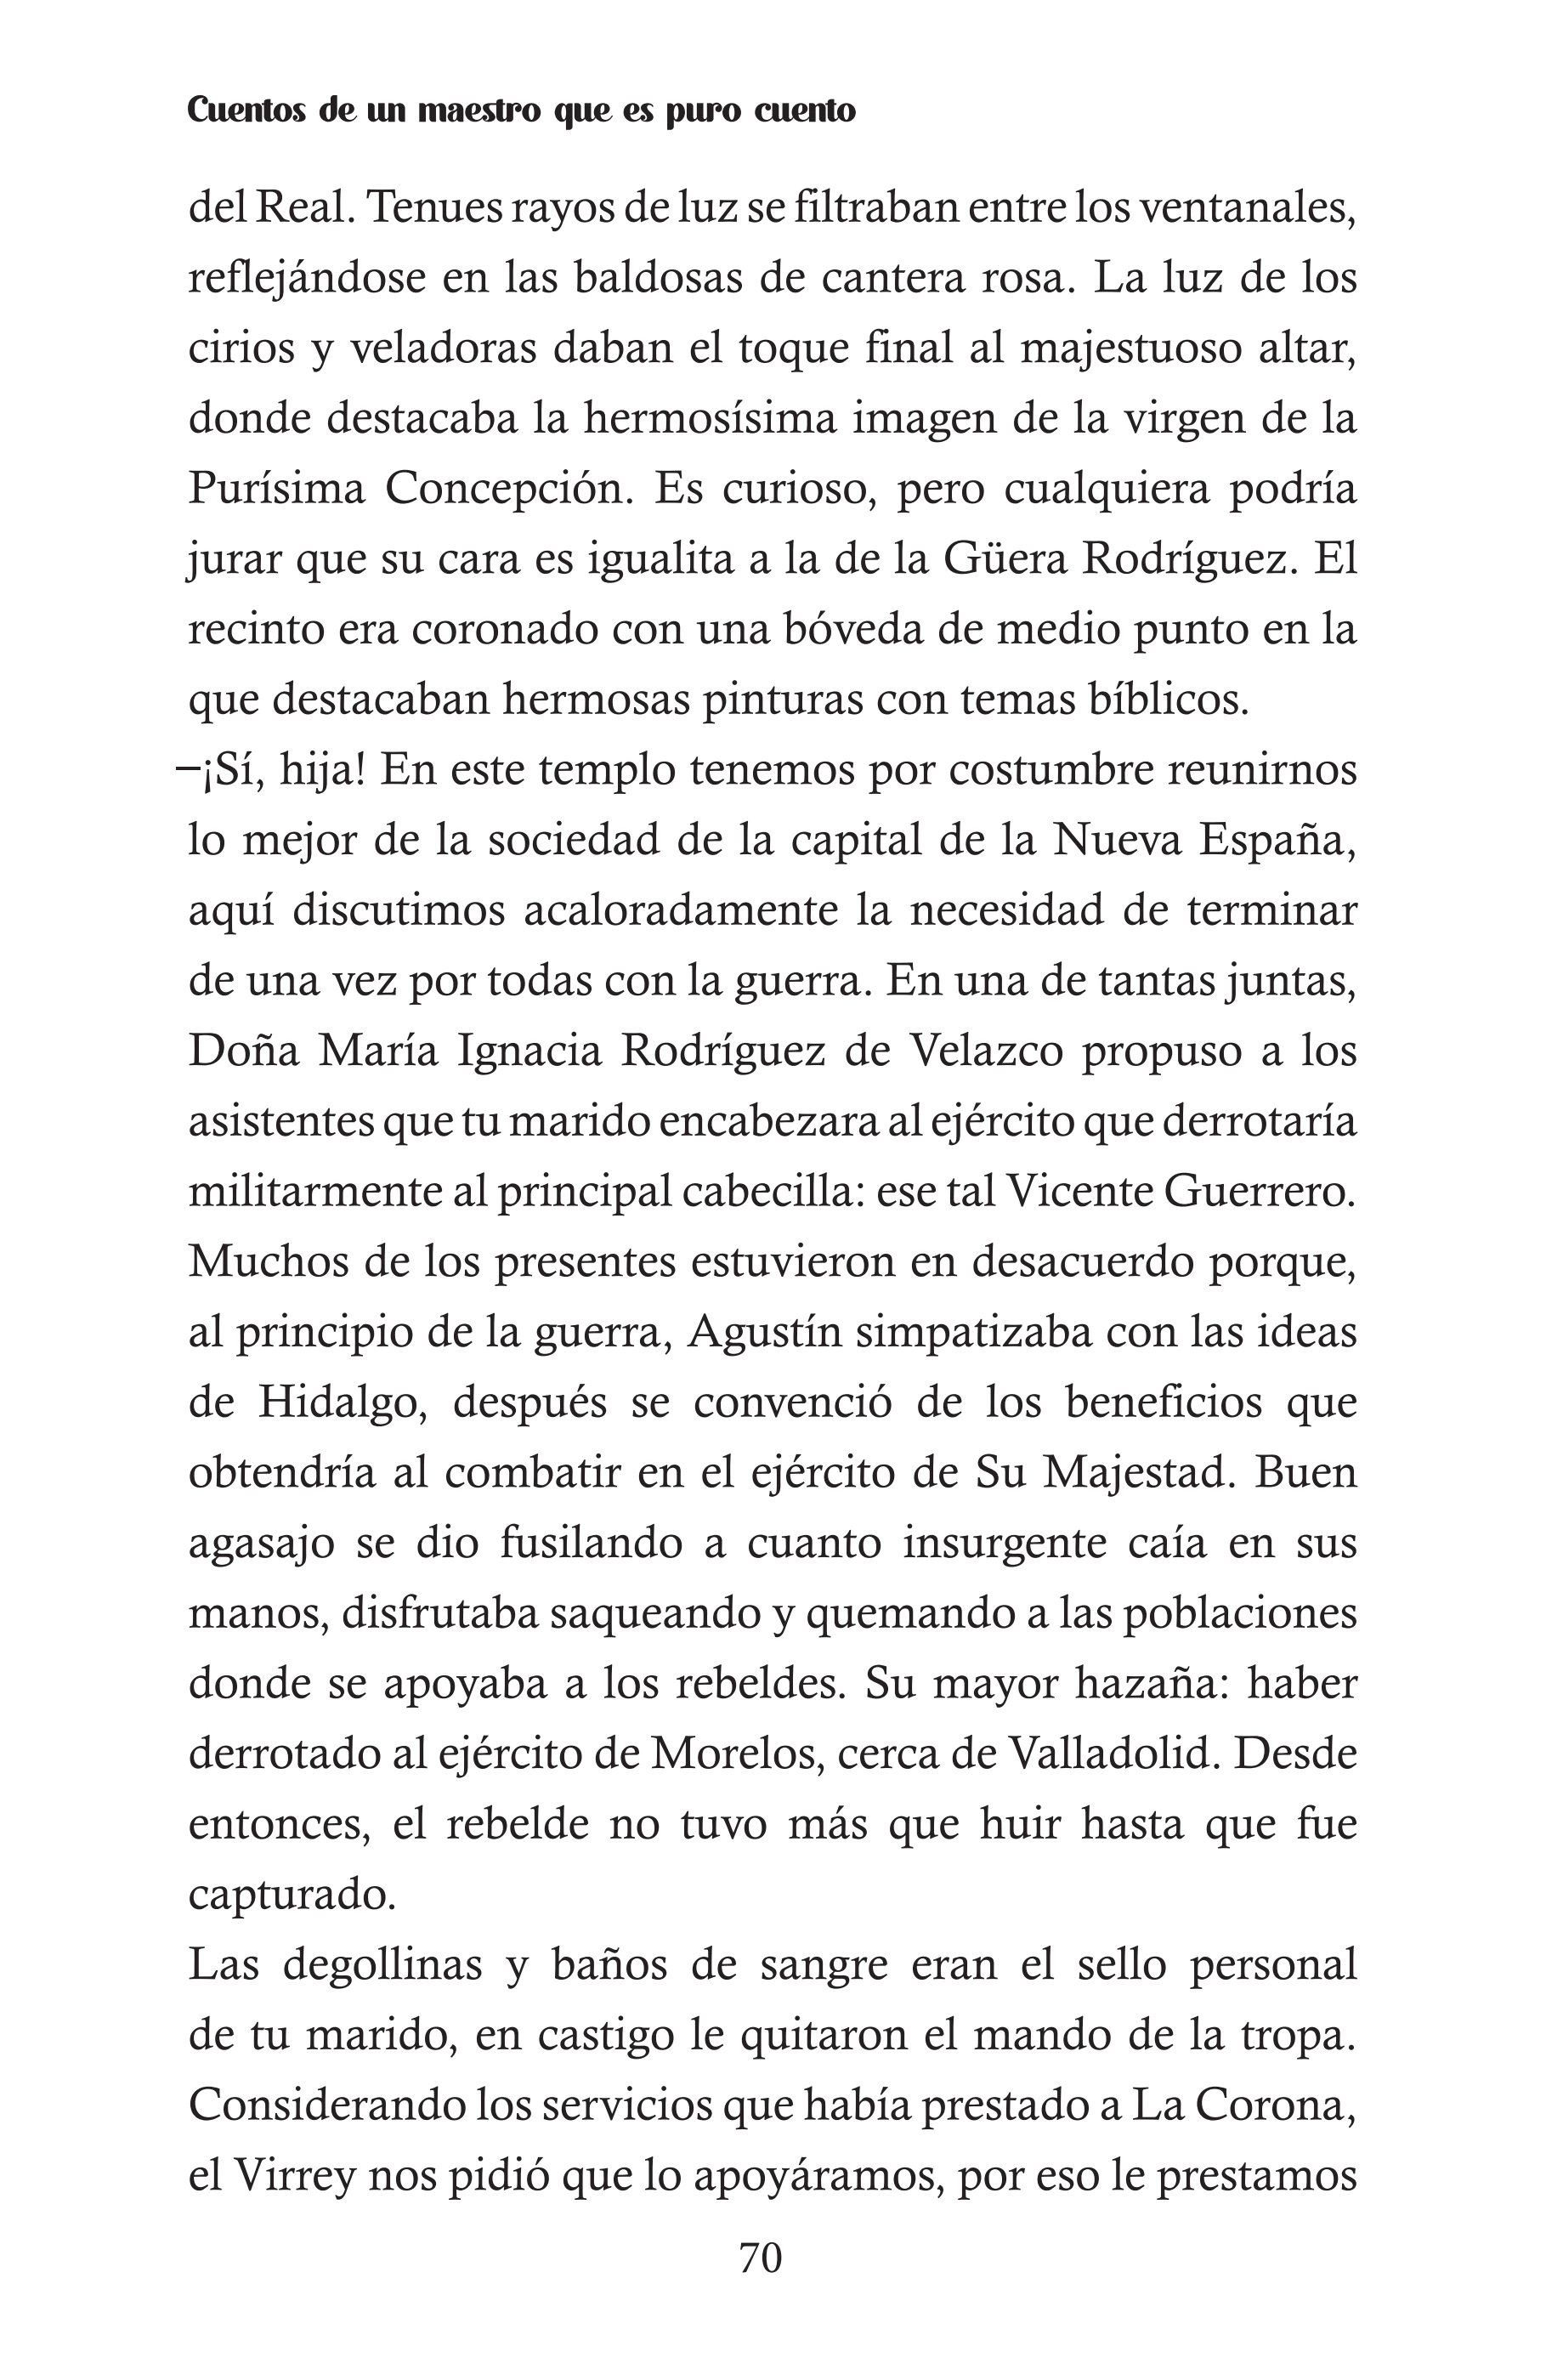 Cuentos de un maestro que es puro cuento
del Real. Tenues rayos de luz se filtraban entre los ventanales,
reflejándose en las baldosas de cantera rosa. La luz de los
cirios y veladoras daban el toque final al majestuoso altar,
donde destacaba la hermosísima imagen de la virgen de la
Purísima Concepción. Es curioso, pero cualquiera podría
jurar que su cara es igualita a la de la Güera Rodríguez. El
recinto era coronado con una bóveda de medio punto en la
que destacaban hermosas pinturas con temas bíblicos.
–¡Sí, hija! En este templo tenemos por costumbre reunirnos
lo mejor de la sociedad de la capital de la Nueva España,
aquí discutimos acaloradamente la necesidad de terminar
de una vez por todas con la guerra. En una de tantas juntas,
Doña María Ignacia Rodríguez de Velazco propuso a los
asistentes que tu marido encabezara al ejército que derrotaría
militarmente al principal cabecilla: ese tal Vicente Guerrero.
Muchos de los presentes estuvieron en desacuerdo porque,
al principio de la guerra, Agustín simpatizaba con las ideas
de Hidalgo, después se convenció de los beneficios que
obtendría al combatir en el ejército de Su Majestad. Buen
agasajo se dio fusilando a cuanto insurgente caía en sus
manos, disfrutaba saqueando y quemando a las poblaciones
donde se apoyaba a los rebeldes. Su mayor hazaña: haber
derrotado al ejército de Morelos, cerca de Valladolid. Desde
entonces, el rebelde no tuvo más que huir hasta que fue
capturado.
Las degollinas y baños de sangre eran el sello personal
de tu marido, en castigo le quitaron el mando de la tropa.
Considerando los servicios que había prestado a La Corona,
el Virrey nos pidió que lo apoyáramos, por eso le prestamos
70